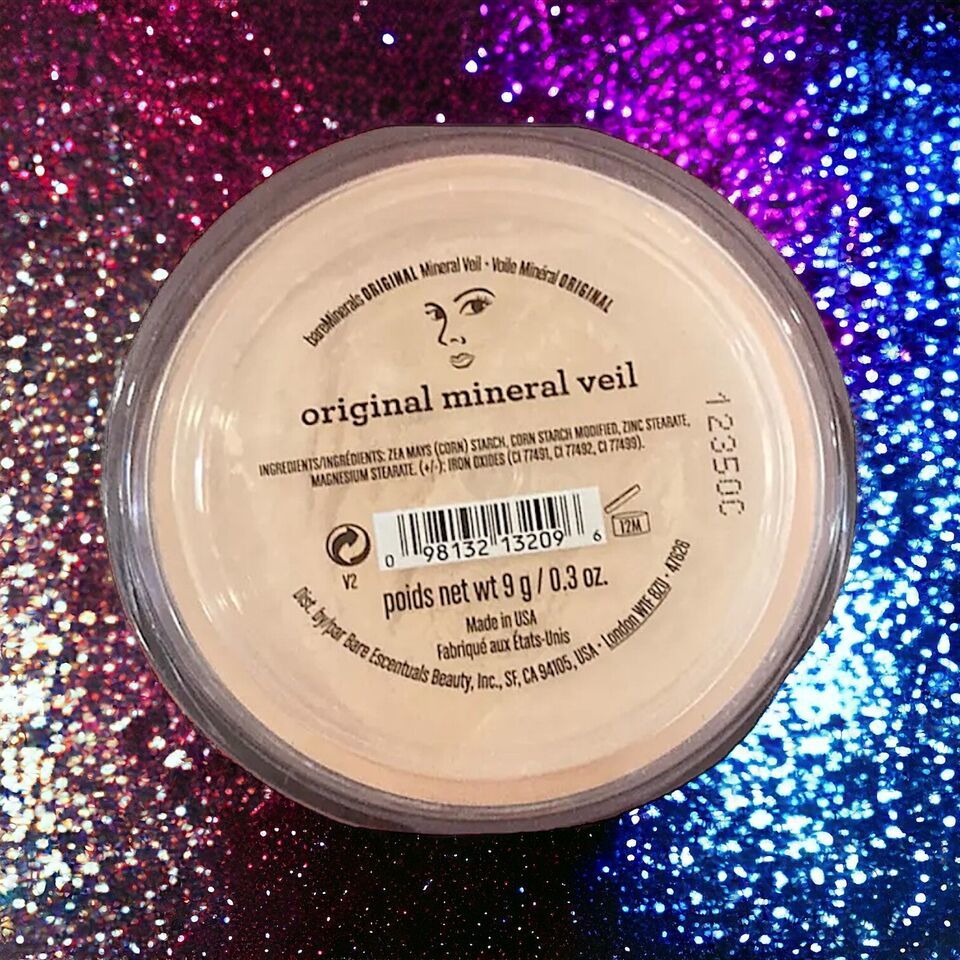 bareMinerals ORIGINAL Mineral Veil • Voile Minéral ORIGINAL
original mineral veil
INGREDIENTS/INGRÉDIENTS: ZEA MAYS (CORN) STARCH, CORN STARCH MODIFIED, ZINC STEARATE,
MAGNESIUM STEARATE. (+/-): IRON OXIDES (CI 77491, CI 77492, CI 77499).
12350C
0 98132 13209 6
12M
V2
poids net wt 9 g / 0.3 oz.
Made in USA
Fabriqué aux États-Unis
Dist. by/par Bare Escentuals Beauty, Inc., SF, CA 94105, USA • London W1F 8ZU • 47626